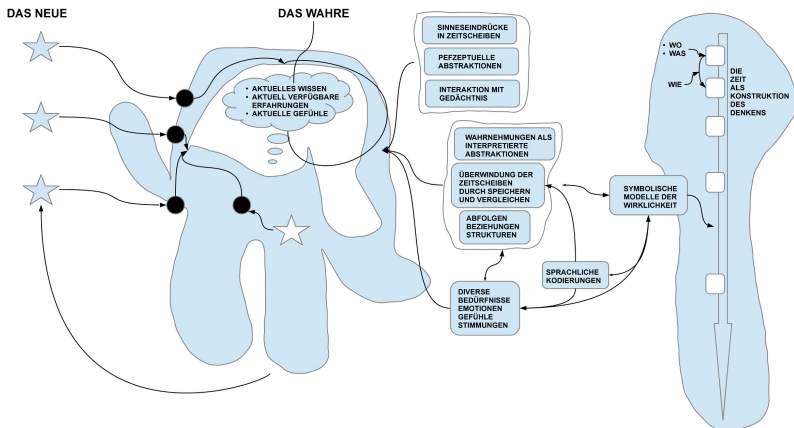 DAS NEUE
DAS WAHRE
• AKTUELLES WISSEN
• AKTUELL VERFÜGBARE
ERFAHRUNGEN
• AKTUELLE GEFÜHLE
SINNESEINDRÜCKE
IN ZEITSCHEIBEN
PEFZEPTUELLE
ABSTRAKTIONEN
INTERAKTION MIT
GEDÄCHTNIS
WAHRNEHMUNGEN ALS
INTERPRETIERTE
ABSTRAKTIONEN
ÜBERWINDUNG DER
ZEITSCHEIBEN
DURCH SPEICHERN
UND VERGLEICHEN
ABFOLGEN
BEZIEHUNGEN
STRUKTUREN
DIVERSE
BEDÜRFNISSE
EMOTIONEN
GEFÜHLE
STIMMUNGEN
SPRACHLICHE
KODIERUNGEN
SYMBOLISCHE
MODELLE DER
WIRKLICHKEIT
• WO
• WAS
WIE
DIE
ZEIT
ALS
KONSTRUKTION
DES
DENKENS